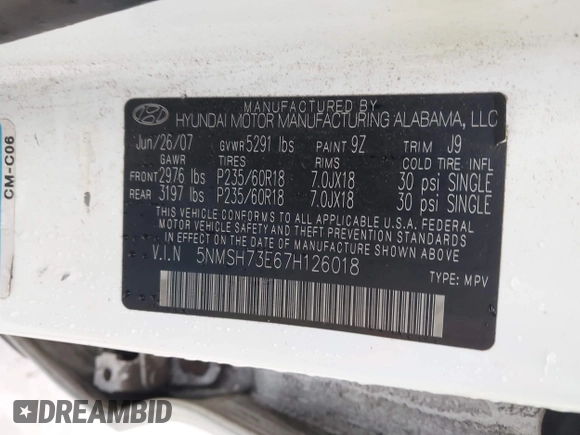 MANUFACTURED BY
HYUNDAI MOTOR MANUFACTURING ALABAMA, LLC
Jun/26/07 GVWR 5291 lbs PAINT 9Z TRIM J9
GAWR TIRES RIMS COLD TIRE INFL
FRONT 2976 lbs P235/60R18 7.0JX18 30 psi SINGLE
REAR 3197 lbs P235/60R18 7.0JX18 30 psi SINGLE
THIS VEHICLE CONFORMS TO ALL APPLICABLE U.S.A. FEDERAL
MOTOR VEHICLE SAFETY AND THEFT PREVENTION STANDARDS
IN EFFECT ON THE DATE OF MANUFACTURE SHOWN ABOVE.
V.I.N 5NMSH73E67H126018
TYPE: MPV
CM-C06
DREAMBID